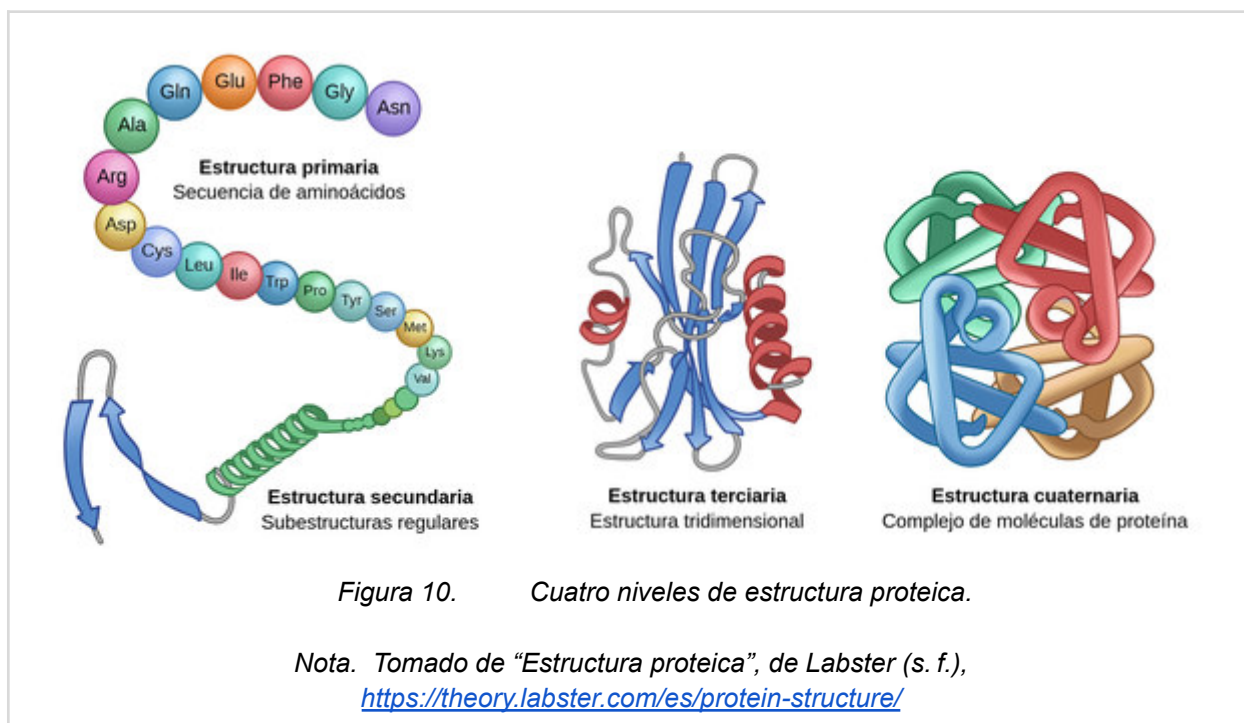 Gln
Glu
Phe
Gly
Asn
Ala
Arg
Asp
Cys
Leu
Ile
Trp
Pro
Tyr
Ser
Met
Lys
Val
Estructura primaria
Secuencia de aminoácidos
Estructura secundaria
Subestructuras regulares
Estructura terciaria
Estructura tridimensional
Estructura cuaternaria
Complejo de moléculas de proteína
Figura 10. Cuatro niveles de estructura proteica.
Nota. Tomado de “Estructura proteica”, de Labster (s. f.),
https://theory.labster.com/es/protein-structure/